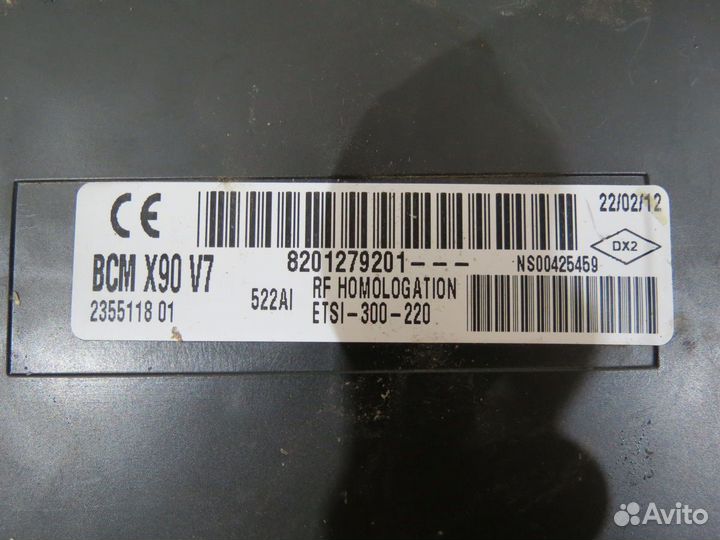 CE
22/02/12
8201279201---
NS00425459
DX2
BCM X90 V7
2355118 01
522AI
RF HOMOLOGATION
ETSI-300-220
Avito